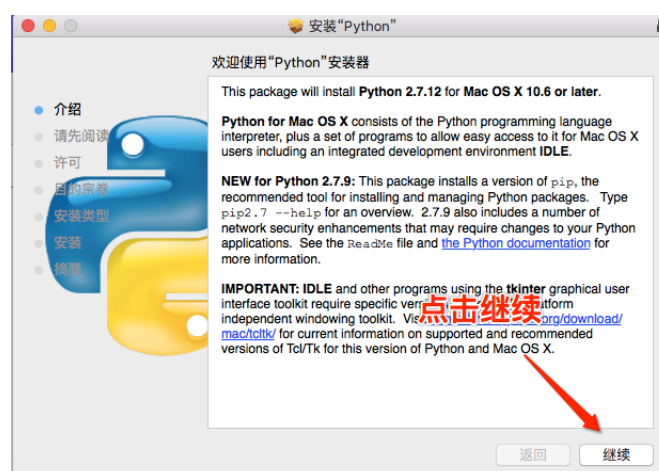 安装“Python”
欢迎使用“Python”安装器
介绍
请先阅读
许可
目的宗卷
安装类型
安装
摘要
This package will install Python 2.7.12 for Mac OS X 10.6 or later.
Python for Mac OS X consists of the Python programming language
interpreter, plus a set of programs to allow easy access to it for Mac OS X
users including an integrated development environment IDLE.
NEW for Python 2.7.9: This package installs a version of pip, the
recommended tool for installing and managing Python packages. Type
pip2.7 --help for an overview. 2.7.9 also includes a number of
network security enhancements that may require changes to your Python
applications. See the ReadMe file and the Python documentation for
more information.
IMPORTANT: IDLE and other programs using the tkinter graphical user
interface toolkit require specific atform
independent windowing toolkit. org/download/
mac/tcltk/ for current information on supported and recommended
versions of Tcl/Tk for this version of Python and Mac OS X.
点击继续
返回
继续